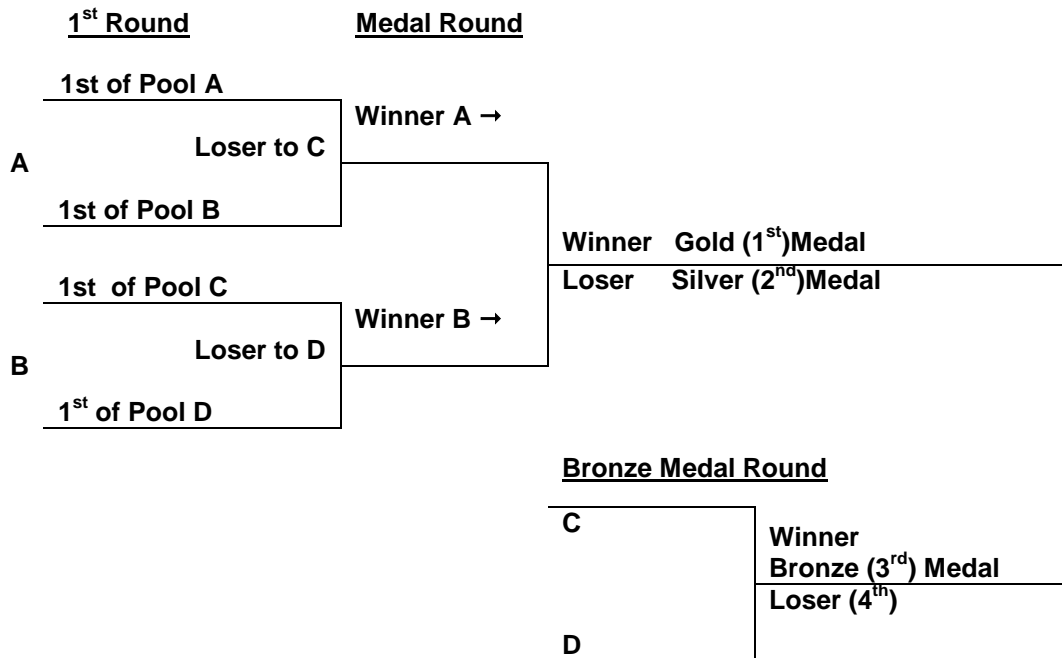 1st Round
Medal Round
1st of Pool A
Winner A →
Loser to C
A
1st of Pool B
Winner Gold (1st)Medal
Loser Silver (2nd)Medal
1st of Pool C
Winner B →
Loser to D
B
1st of Pool D
Bronze Medal Round
C
Winner
Bronze (3rd) Medal
Loser (4th)
D